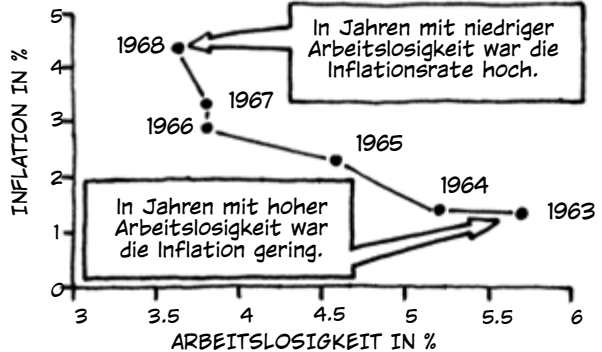 In Jahren mit niedriger
Arbeitslosigkeit war die
Inflationsrate hoch.
5
1968
4
1967
3
1966
1965
2
1964
1963
In Jahren mit hoher
Arbeitslosigkeit war
die Inflation gering.
1
0
INFLATION IN %
3 3.5 4 4.5 5 5.5 6
ARBEITSLOSIGKEIT IN %